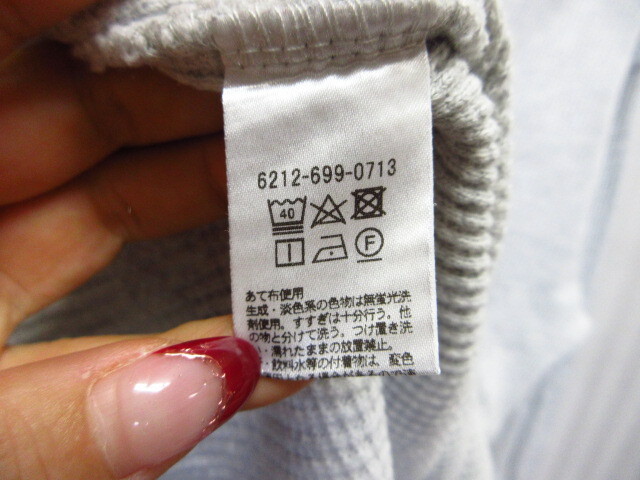 6212-699-0713
40
F
あて布使用
生成・淡色系の色物は無蛍光洗
剤使用。すすぎは十分行う。他
の物と分けて洗う。つけ置き洗
・濡れたままの放置禁止。
・飲料水等の付着物は、変色